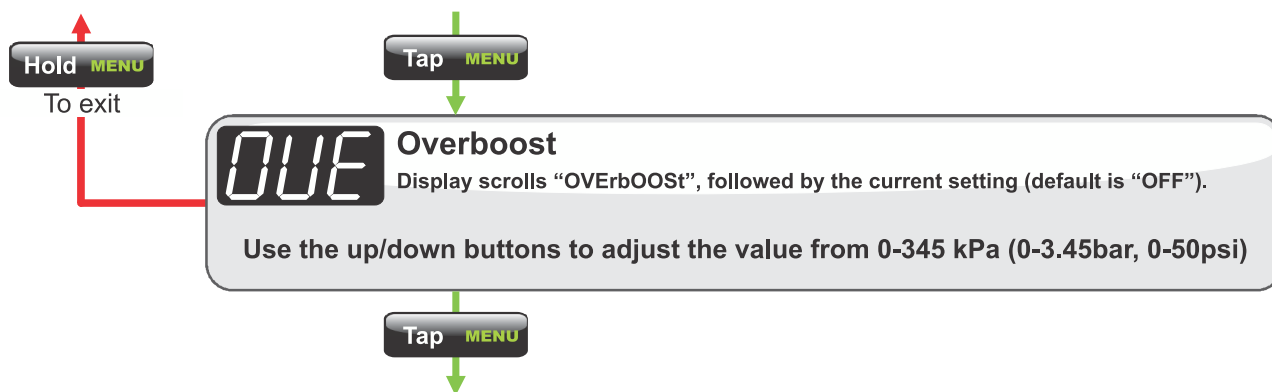 Hold MENU
To exit
Tap MENU
OVE
Overboost
Display scrolls “OVErbOOSt”, followed by the current setting (default is “OFF”).
Use the up/down buttons to adjust the value from 0-345 kPa (0-3.45bar, 0-50psi)
Tap MENU